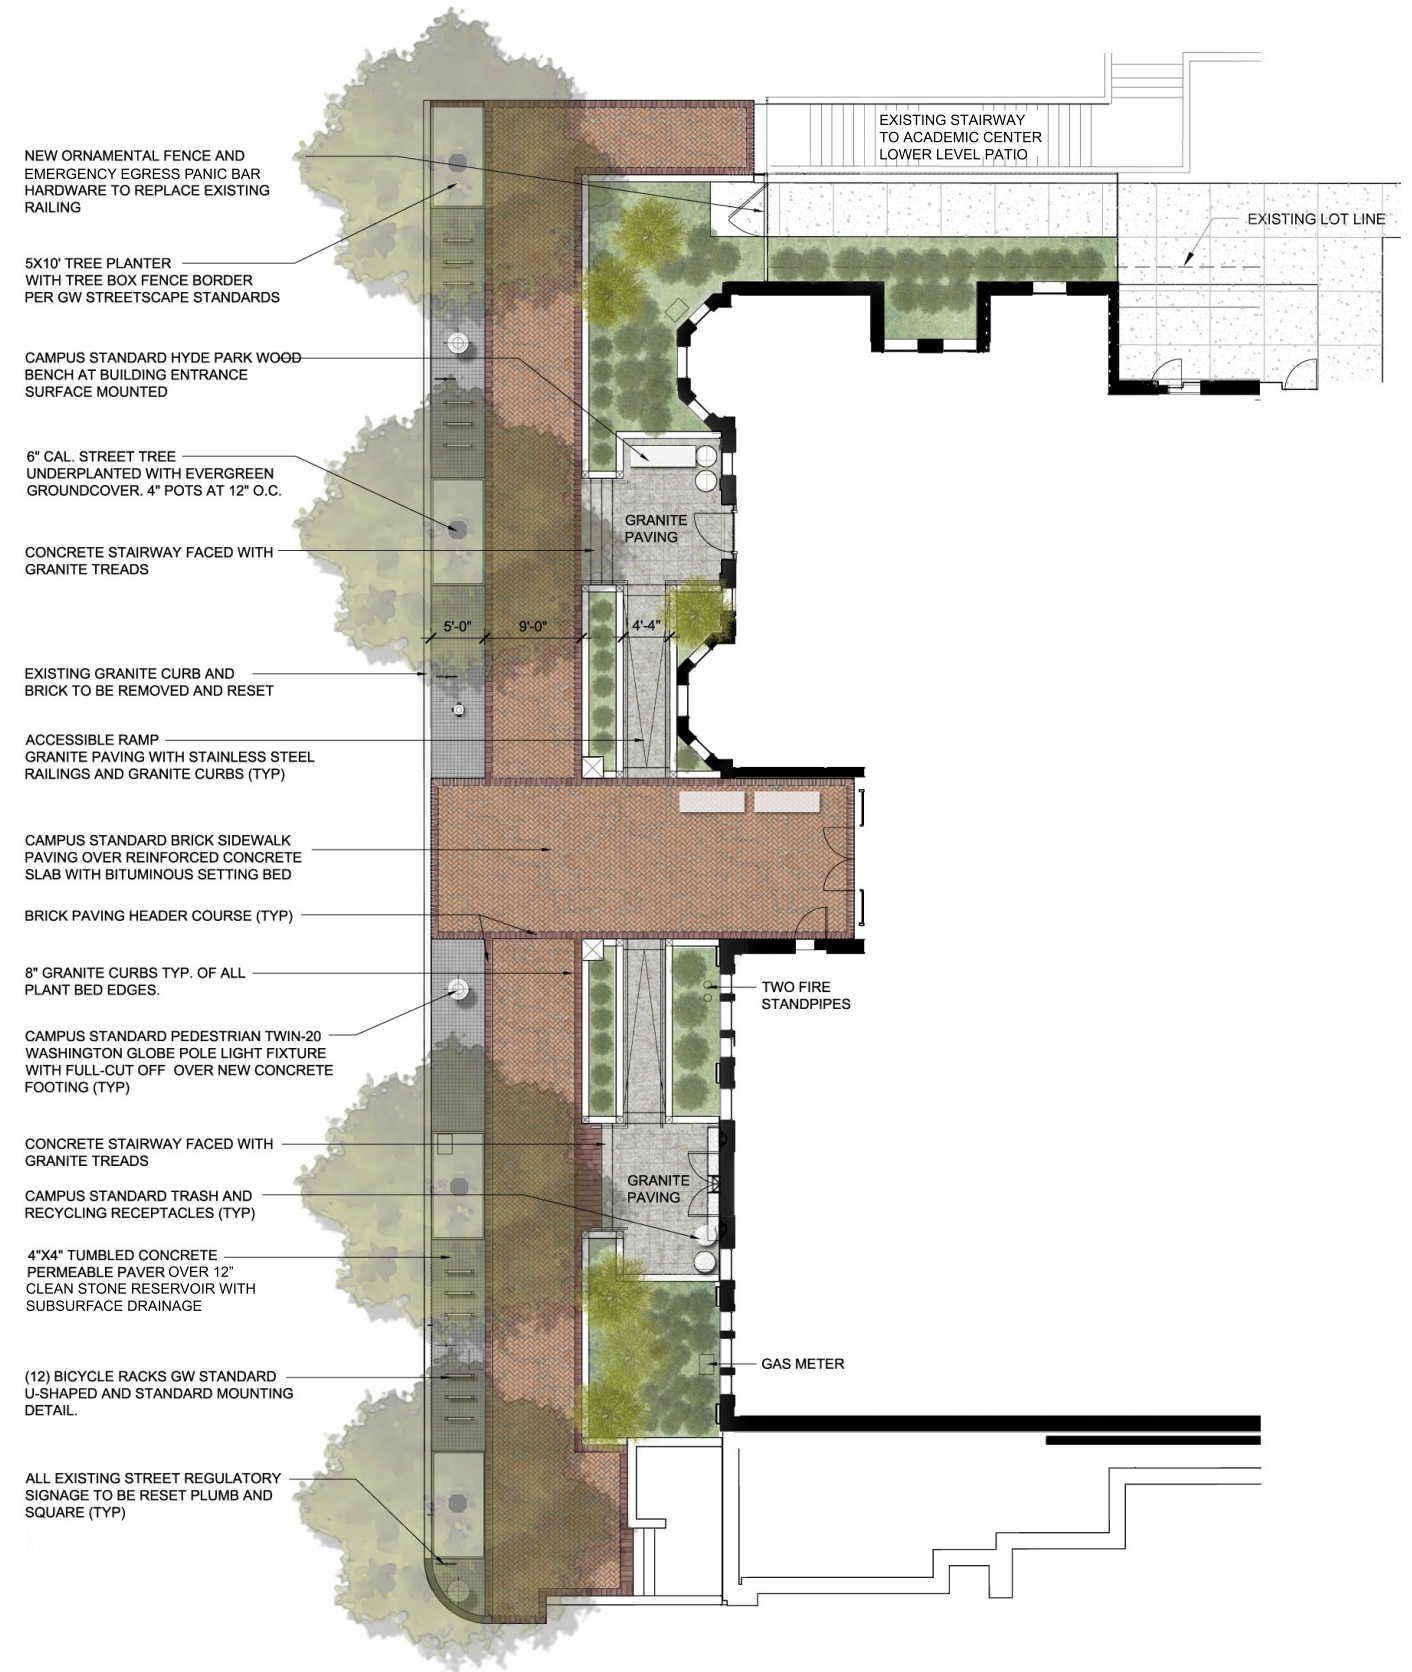 EXISTING STAIRWAY
TO ACADEMIC CENTER
LOWER LEVEL PATIO
NEW ORNAMENTAL FENCE AND
EMERGENCY EGRESS PANIC BAR
HARDWARE TO REPLACE EXISTING
RAILING
EXISTING LOT LINE
5X10' TREE PLANTER
WITH TREE BOX FENCE BORDER
PER GW STREETSCAPE STANDARDS
CAMPUS STANDARD HYDE PARK WOOD
BENCH AT BUILDING ENTRANCE
SURFACE MOUNTED
6" CAL. STREET TREE
UNDERPLANTED WITH EVERGREEN
GROUNDCOVER. 4" POTS AT 12" O.C.
GRANITE
PAVING
CONCRETE STAIRWAY FACED WITH
GRANITE TREADS
5'-0"
9'-0"
4'-4"
EXISTING GRANITE CURB AND
BRICK TO BE REMOVED AND RESET
ACCESSIBLE RAMP
GRANITE PAVING WITH STAINLESS STEEL
RAILINGS AND GRANITE CURBS (TYP)
CAMPUS STANDARD BRICK SIDEWALK
PAVING OVER REINFORCED CONCRETE
SLAB WITH BITUMINOUS SETTING BED
BRICK PAVING HEADER COURSE (TYP)
8" GRANITE CURBS TYP. OF ALL
PLANT BED EDGES.
TWO FIRE
STANDPIPES
CAMPUS STANDARD PEDESTRIAN TWIN-20
WASHINGTON GLOBE POLE LIGHT FIXTURE
WITH FULL-CUT OFF OVER NEW CONCRETE
FOOTING (TYP)
CONCRETE STAIRWAY FACED WITH
GRANITE TREADS
GRANITE
PAVING
CAMPUS STANDARD TRASH AND
RECYCLING RECEPTACLES (TYP)
4"X4" TUMBLED CONCRETE
PERMEABLE PAVER OVER 12”
CLEAN STONE RESERVOIR WITH
SUBSURFACE DRAINAGE
GAS METER
(12) BICYCLE RACKS GW STANDARD
U-SHAPED AND STANDARD MOUNTING
DETAIL.
ALL EXISTING STREET REGULATORY
SIGNAGE TO BE RESET PLUMB AND
SQUARE (TYP)